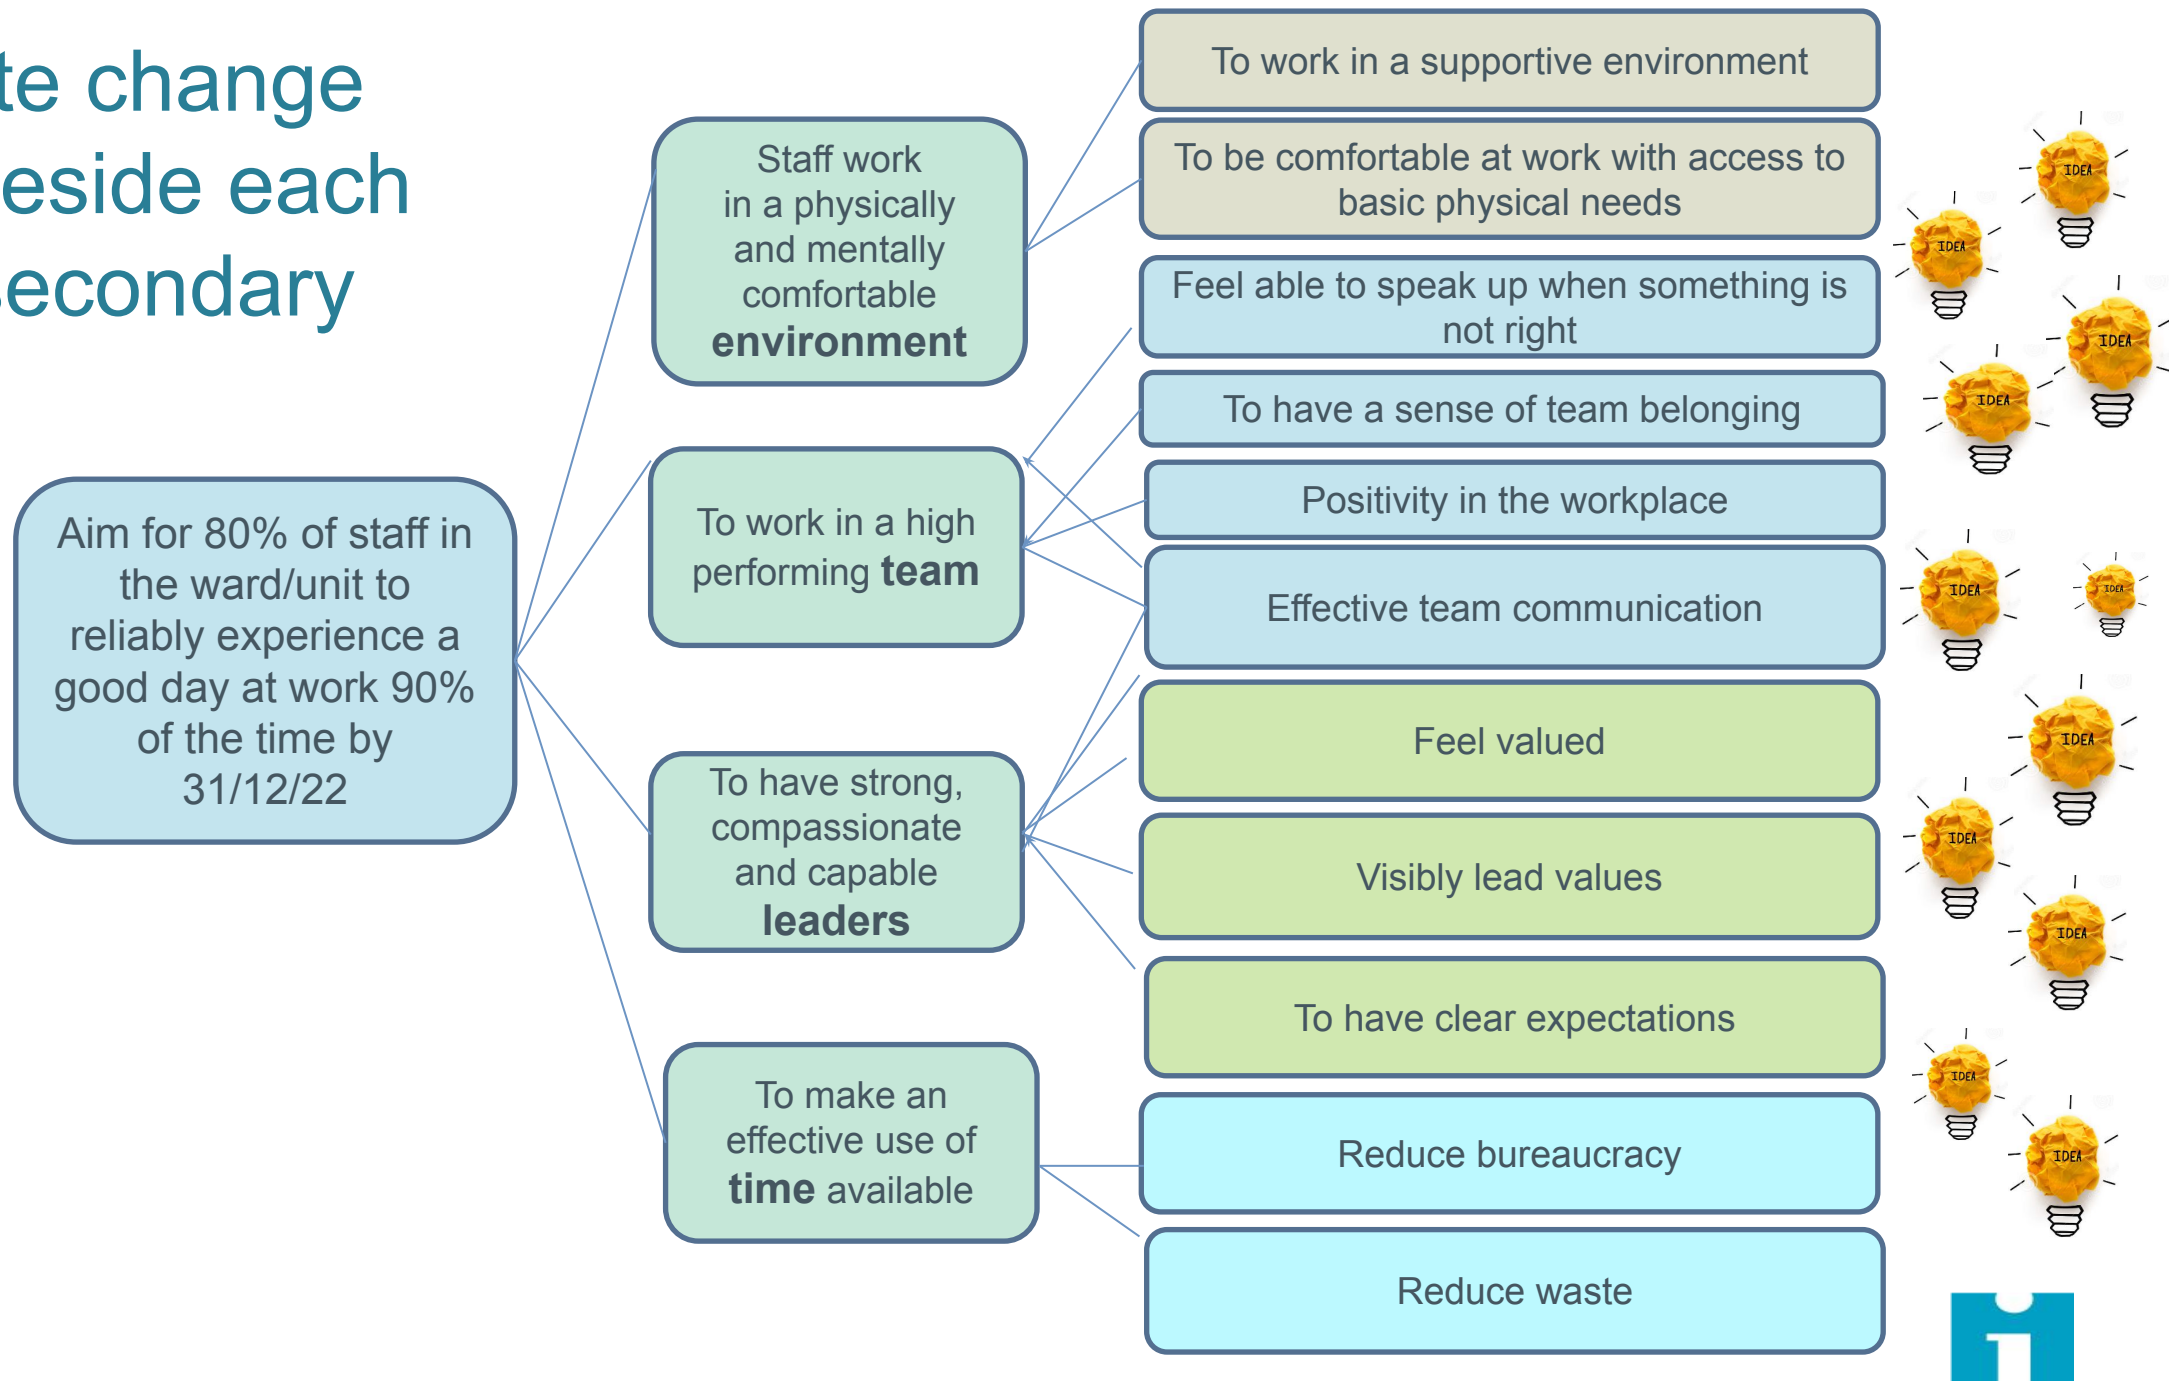 te change
eside each
secondary
Aim for 80% of staff in
the ward/unit to
reliably experience a
good day at work 90%
of the time by
31/12/22
Staff work
in a physically
and mentally
comfortable
environment
To work in a high
performing team
To have strong,
compassionate
and capable
leaders
To make an
effective use of
time available
To work in a supportive environment
To be comfortable at work with access to
basic physical needs
Feel able to speak up when something is
not right
To have a sense of team belonging
Positivity in the workplace
Effective team communication
Feel valued
Visibly lead values
To have clear expectations
Reduce bureaucracy
Reduce waste
IDEA
IDEA
IDEA
IDEA
IDEA
IDEA
IDEA
IDEA
IDEA
IDEA
IDEA